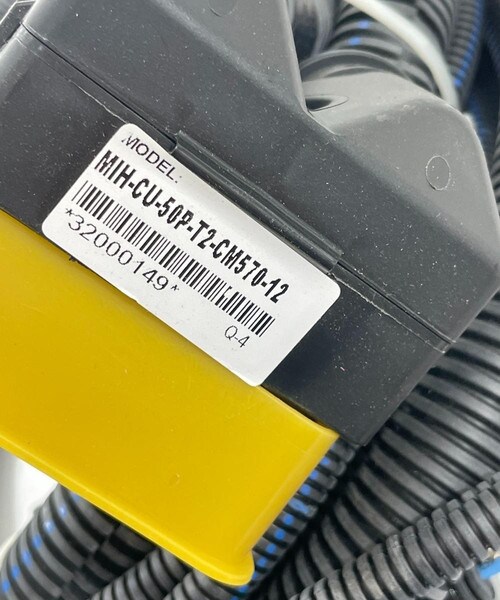 MODEL:
MIH-CU-50P-T2-CM570-12
*32000149*
Q-4